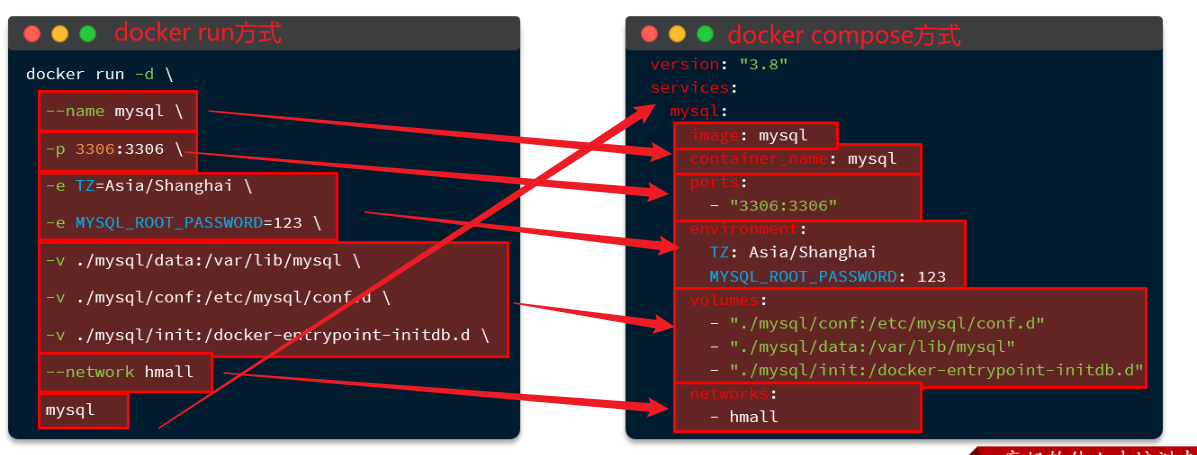 docker run方式
docker run -d \
--name mysql \
-p 3306:3306 \
-e TZ=Asia/Shanghai \
-e MYSQL_ROOT_PASSWORD=123 \
-v ./mysql/data:/var/lib/mysql \
-v ./mysql/conf:/etc/mysql/conf.d \
-v ./mysql/init:/docker-entrypoint-initdb.d \
--network hmall
mysql
docker compose方式
version: "3.8"
services:
mysql:
image: mysql
container_name: mysql
ports:
- "3306:3306"
environment:
TZ: Asia/Shanghai
MYSQL_ROOT_PASSWORD: 123
volumes:
- "./mysql/conf:/etc/mysql/conf.d"
- "./mysql/data:/var/lib/mysql"
- "./mysql/init:/docker-entrypoint-initdb.d"
networks:
- hmall